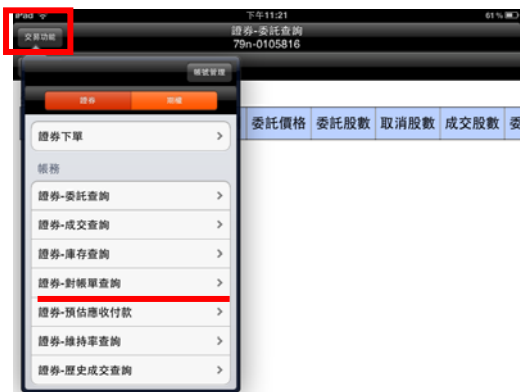 iPad 下午11:21 61%
交易功能 證券-委託查詢
79n-0105816
帳號管理
證券 期權
委託價格 委託股數 取消股數 成交股數 委
證券下單
帳務
證券-委託查詢
證券-成交查詢
證券-庫存查詢
證券-對帳單查詢
證券-預估應收付款
證券-維持率查詢
證券-歷史成交查詢